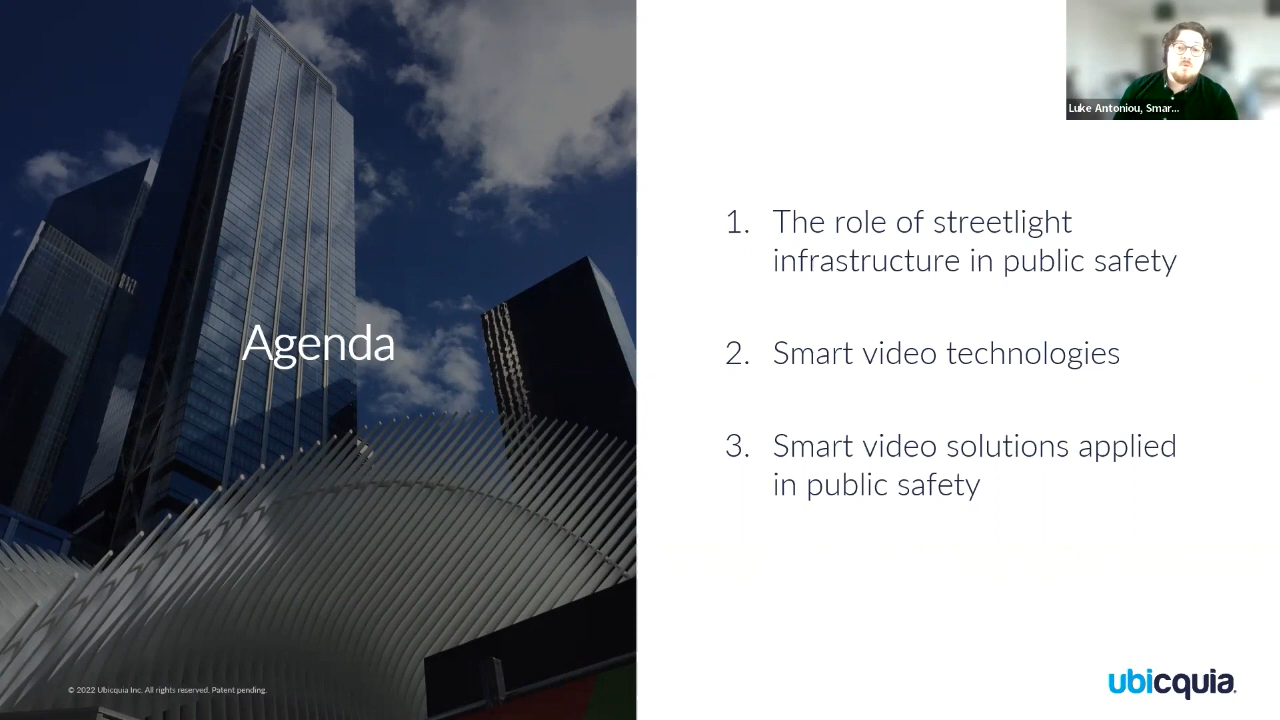 Luke Antoniou, Smar...
Agenda
1. The role of streetlight
infrastructure in public safety
2. Smart video technologies
3. Smart video solutions applied
in public safety
© 2022 Ubicquia Inc. All rights reserved. Patent pending.
ubicquia.